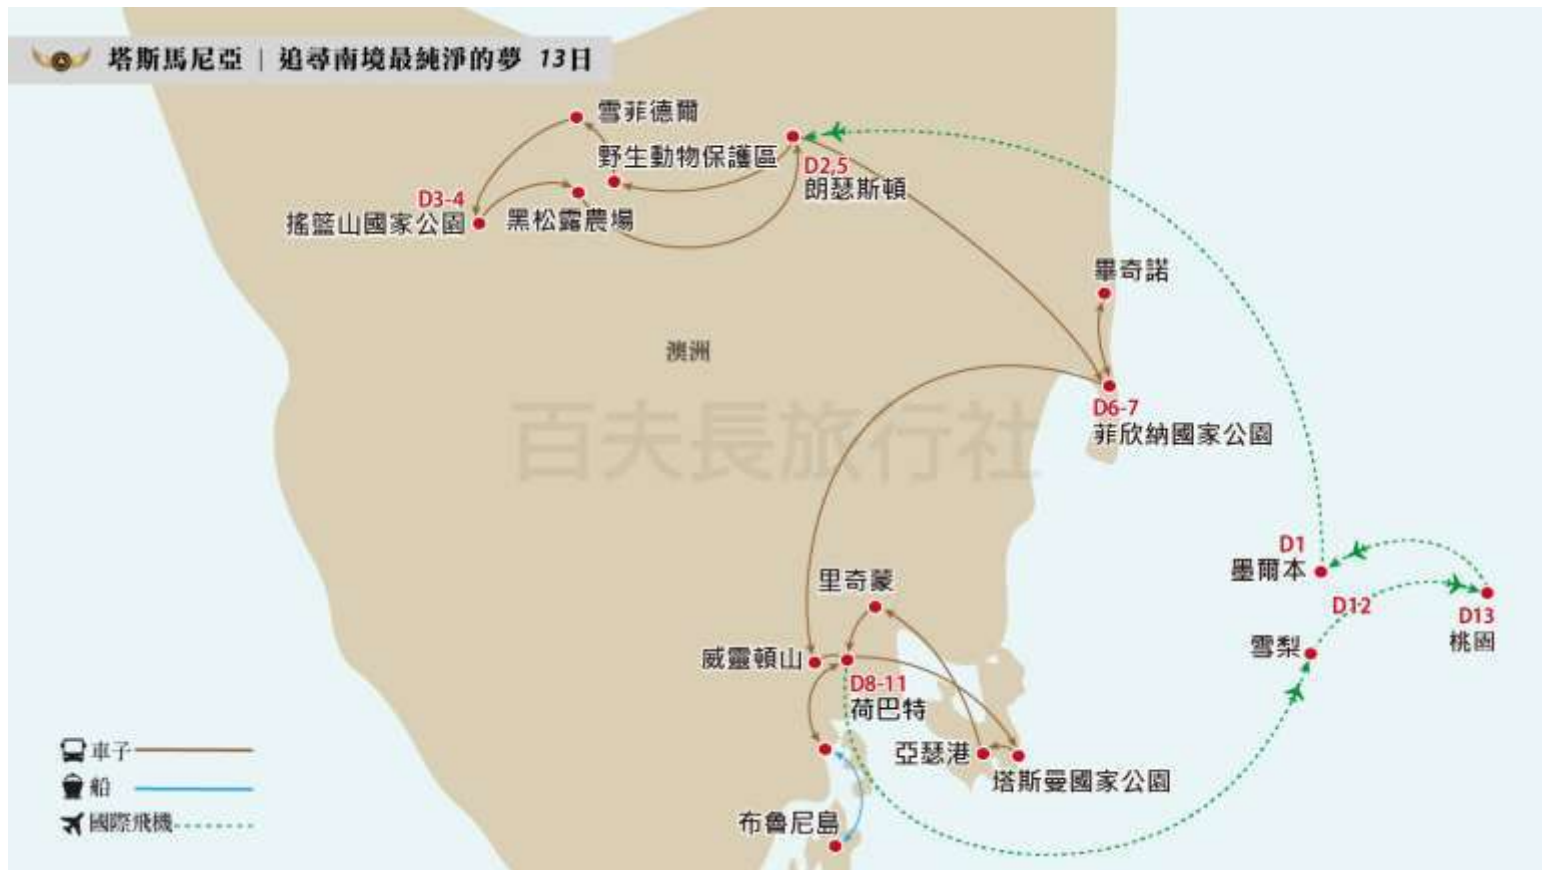 塔斯馬尼亞 | 追尋南境最純淨的夢 13日
雪菲德爾
野生動物保護區
D2,5
朗瑟斯頓
D3-4
搖籃山國家公園
黑松露農場
畢奇諾
澳洲
百夫長旅行社
D6-7
菲欣納國家公園
D1
墨爾本
D12
D13
桃園
里奇蒙
雪梨
威靈頓山
D8-11
荷巴特
亞瑟港
塔斯曼國家公園
布魯尼島
車子
船
國際飛機